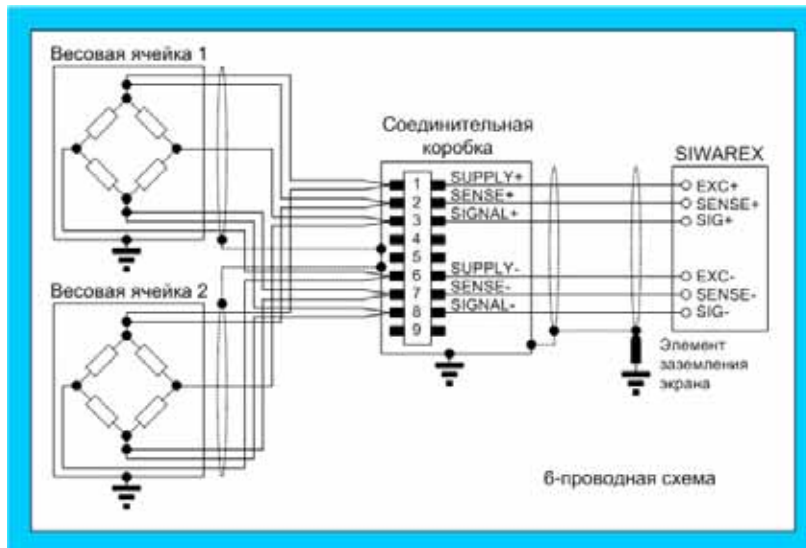 Весовая ячейка 1
Соединительная
коробка
SIWAREX
1 SUPPLY+ EXC+
2 SENSE+ SENSE+
3 SIGNAL+ SIG+
4
5
6 SUPPLY- EXC-
7 SENSE- SENSE-
8 SIGNAL- SIG-
9
Весовая ячейка 2
Элемент
заземления
экрана
6-проводная схема